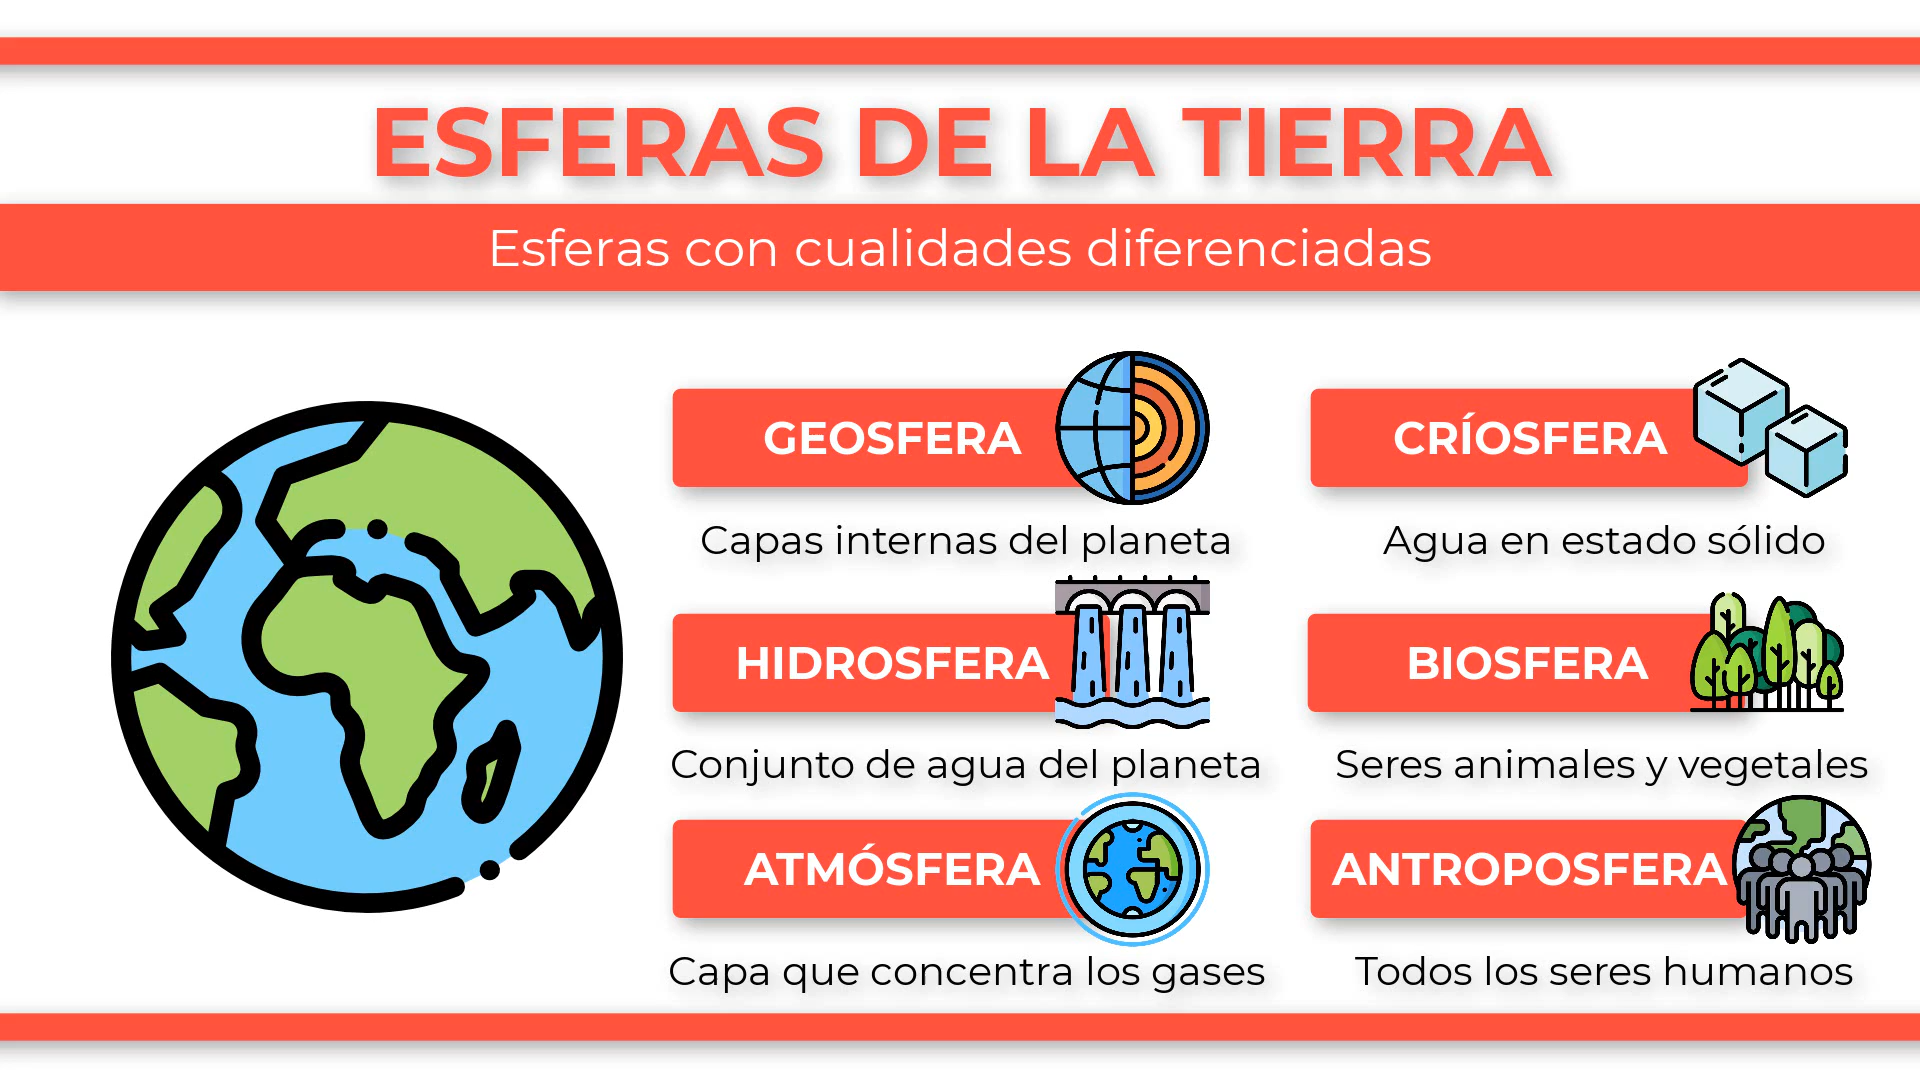 ESFERAS DE LA TIERRA
Esferas con cualidades diferenciadas
GEOSFERA
Capas internas del planeta
HIDROSFERA
Conjunto de agua del planeta
ATMÓSFERA
Capa que concentra los gases
CRÍOSFERA
Agua en estado sólido
BIOSFERA
Seres animales y vegetales
ANTROPOSFERA
Todos los seres humanos